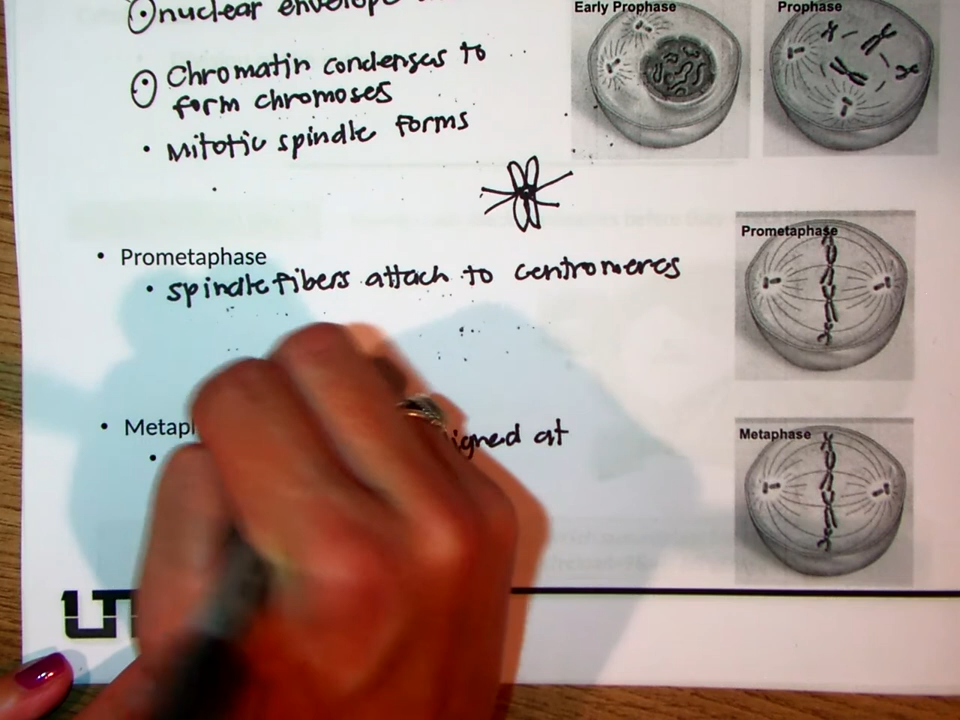 nuclear envelope
Early Prophase
Prophase
Chromatin condenses to
form chromoses
• Mitotic spindle forms
• Prometaphase
• spindle fibers attach to centromeres
Prometaphase
• Metap
igned at
Metaphase